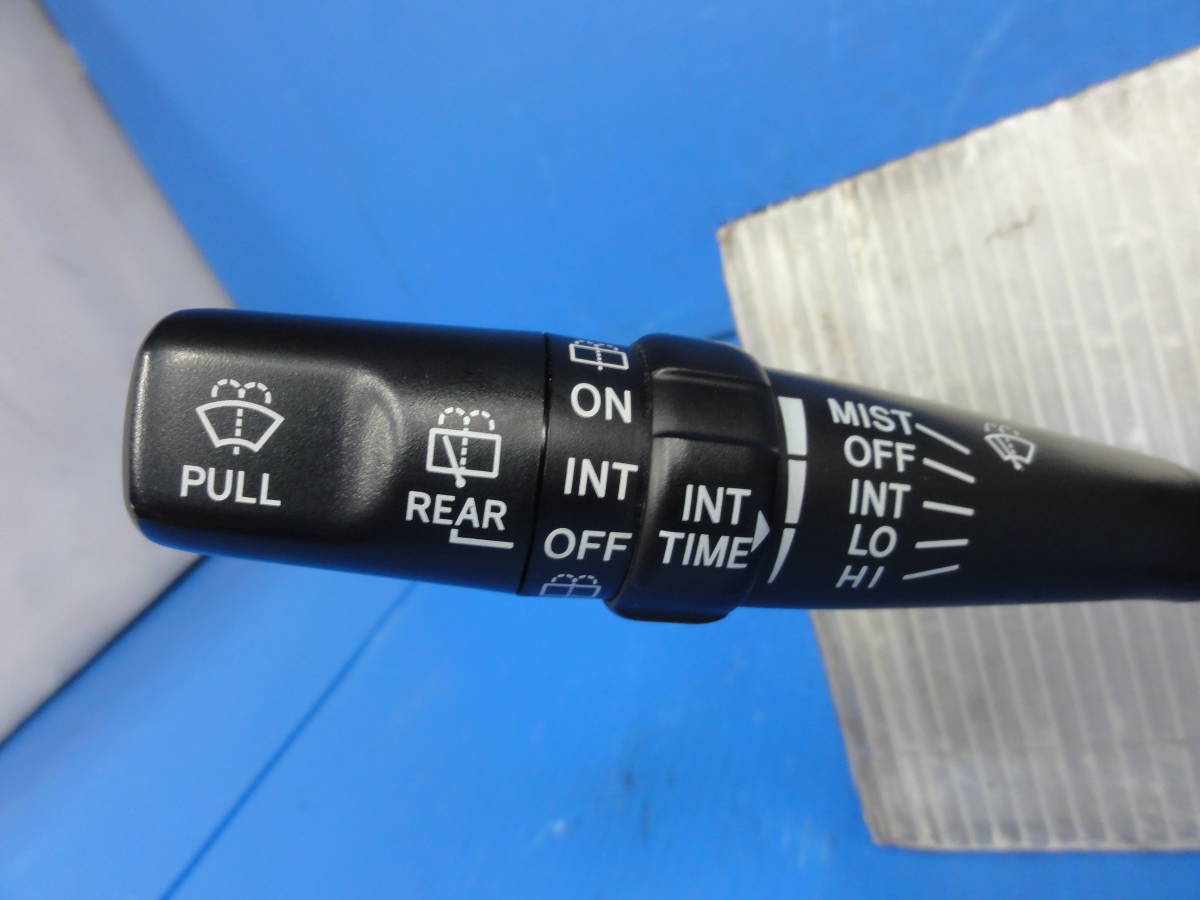 PULL
REAR
ON
INT
OFF
INT
TIME
MIST
OFF
INT
LO
HI